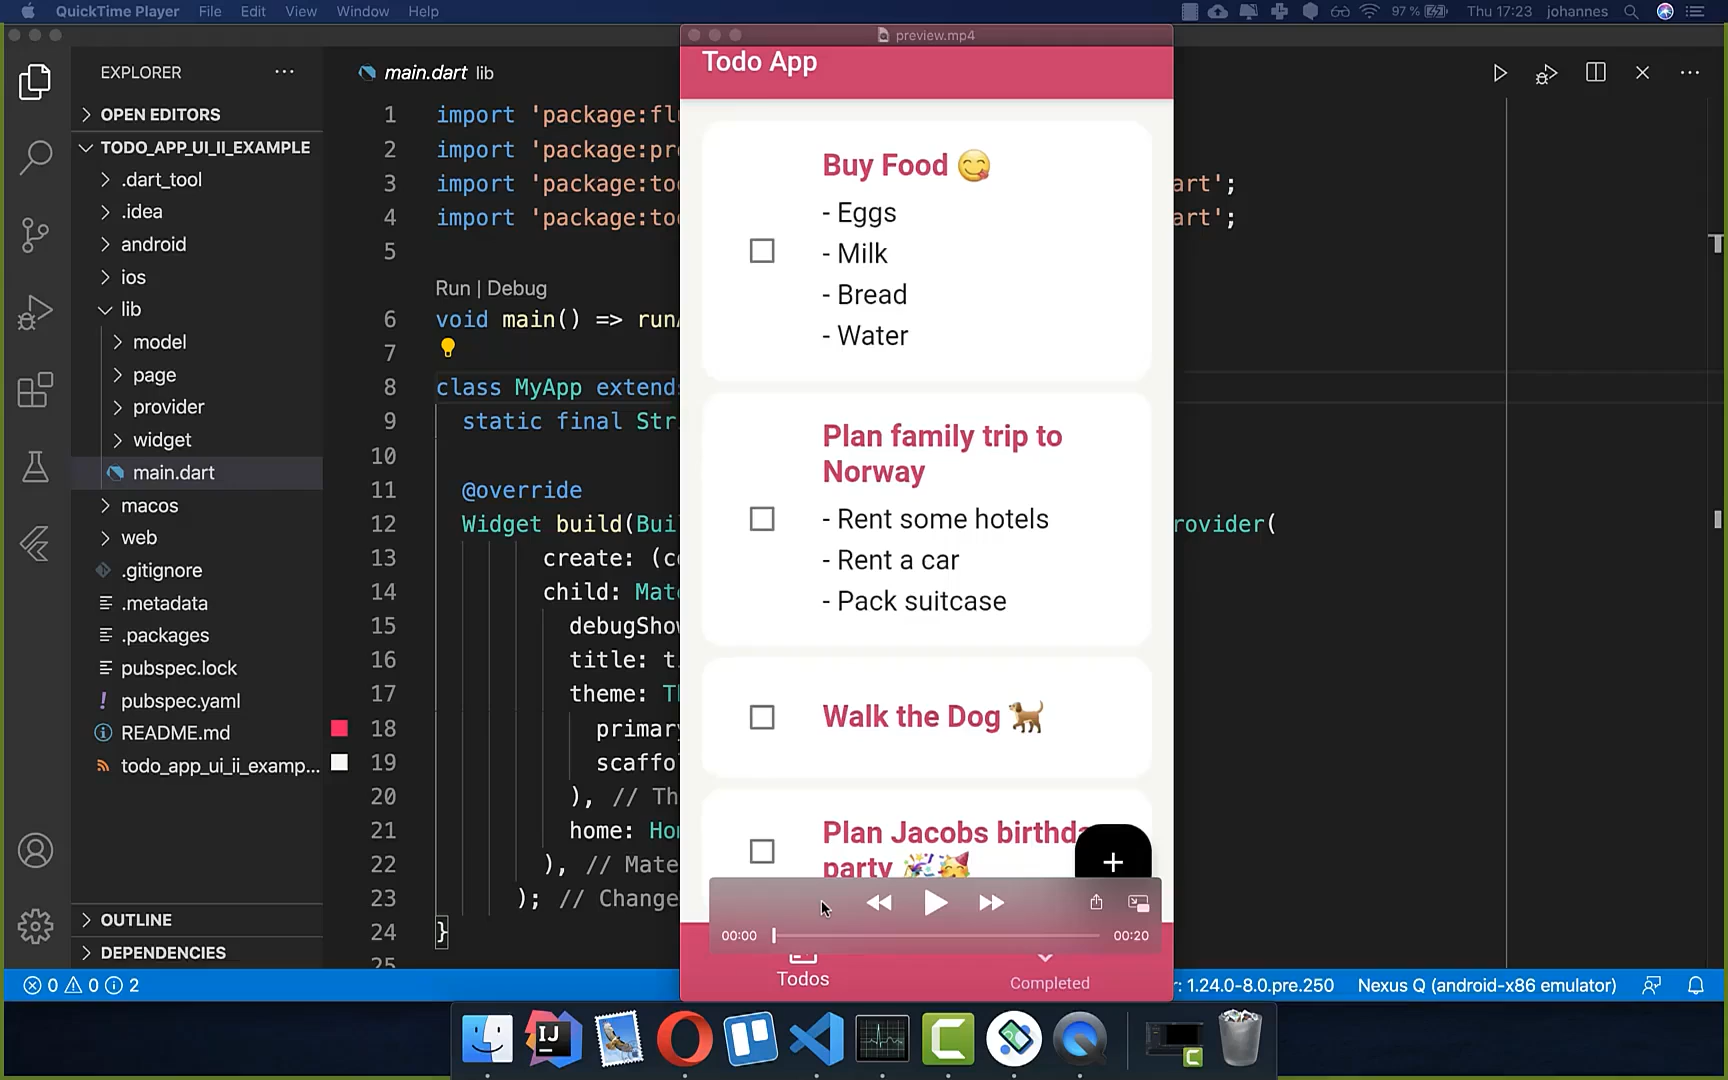 QuickTime Player File Edit View Window Help
97 % Thu 17:23 johannes
EXPLORER
OPEN EDITORS
TODO_APP_UI_II_EXAMPLE
.dart_tool
.idea
android
ios
lib
model
page
provider
widget
main.dart
macos
web
.gitignore
.metadata
.packages
pubspec.lock
pubspec.yaml
README.md
todo_app_ui_ii_examp...
OUTLINE
DEPENDENCIES
main.dart lib
1 import 'package:fl
2 import 'package:pr
3 import 'package:to art';
4 import 'package:to art';
5
Run | Debug
6 void main() => run
7
8 class MyApp extends
9 static final Str
10
11 @override
12 Widget build(Bui rovider(
13 create: (c
14 child: Mat
15 debugShow
16 title: t
17 theme: T
18 primary
19 scaffo
20 ), // Th
21 home: Ho
22 ), // Mate
23 ); // Change
24 }
25
preview.mp4
Todo App
Buy Food 😋
- Eggs
- Milk
- Bread
- Water
Plan family trip to
Norway
- Rent some hotels
- Rent a car
- Pack suitcase
Walk the Dog 🐕
Plan Jacobs birthda
party 🎉🥳
+
00:00 00:20
Todos Completed
0 0 2
r: 1.24.0-8.0.pre.250 Nexus Q (android-x86 emulator)
IJ